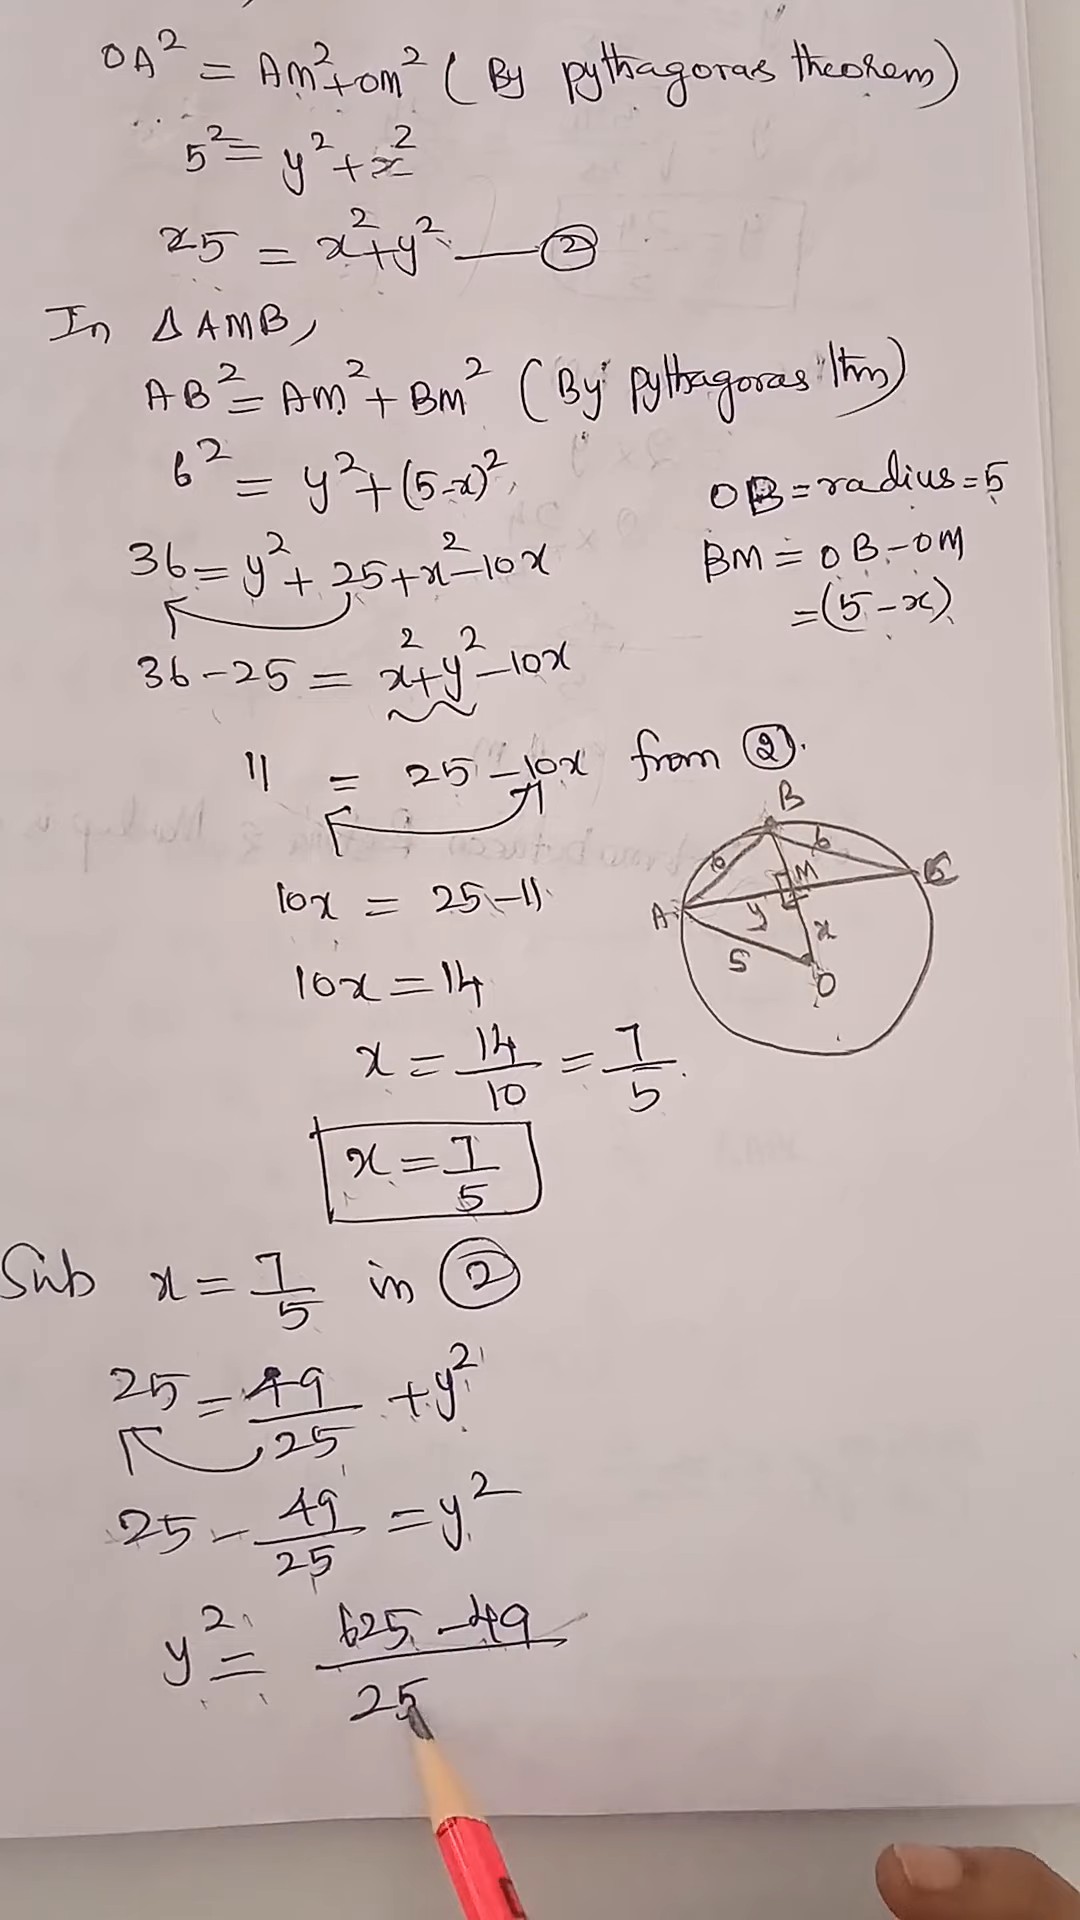 OA² = AM² + OM² (By pythagoras theorem)
5² = y² + x²
25 = x² + y² — ②
In Δ AMB,
AB² = AM² + BM² (By pythagoras thm)
6² = y² + (5-x)²
OB = radius = 5
36 = y² + 25 + x² - 10x
BM = OB - OM
= (5 - x)
36 - 25 = x² + y² - 10x
11 = 25 - 10x from ②.
B
6 6
M
A y x C
5
O
10x = 25 - 11
10x = 14
x = 14/10 = 7/5.
x = 7/5
Sub x = 7/5 in ②
25 = 49/25 + y²
25 - 49/25 = y²
y² = 625 - 49 / 25